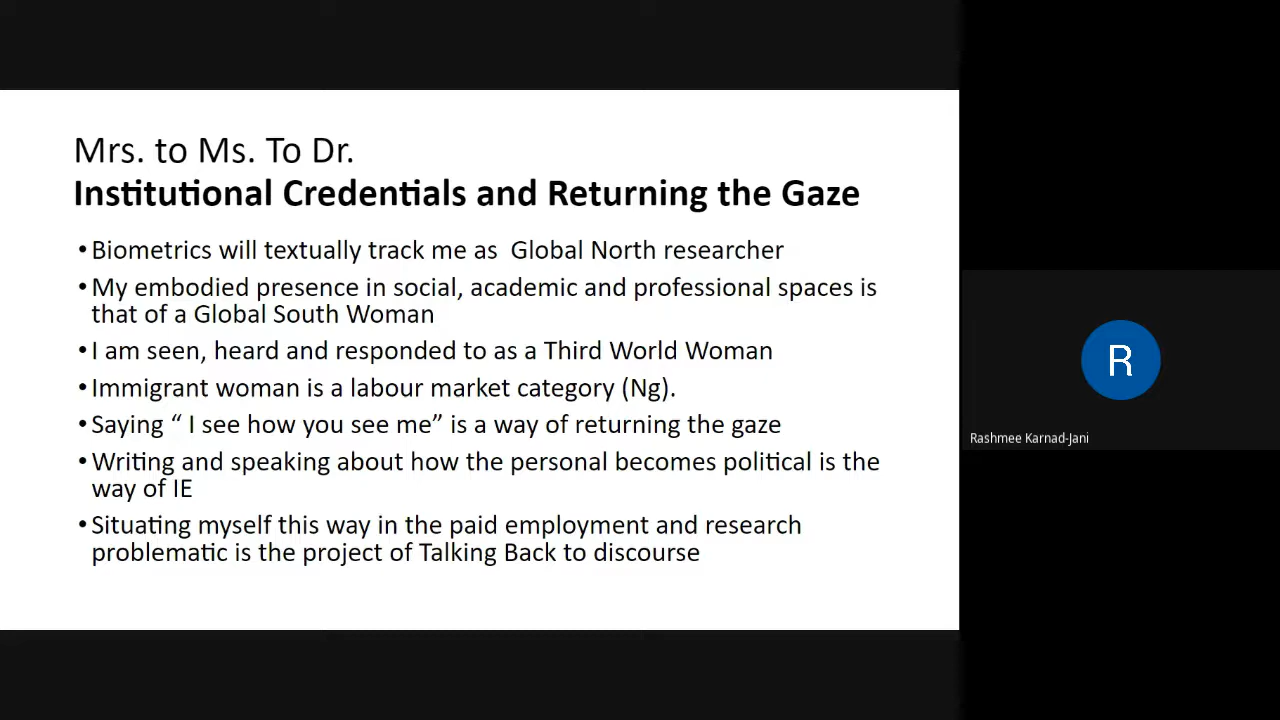 Mrs. to Ms. To Dr.
Institutional Credentials and Returning the Gaze
•Biometrics will textually track me as  Global North researcher
•My embodied presence in social, academic and professional spaces is
that of a Global South Woman
•I am seen, heard and responded to as a Third World Woman
•Immigrant woman is a labour market category (Ng).
•Saying “ I see how you see me” is a way of returning the gaze
•Writing and speaking about how the personal becomes political is the
way of IE
•Situating myself this way in the paid employment and research
problematic is the project of Talking Back to discourse
R
Rashmee Karnad-Jani